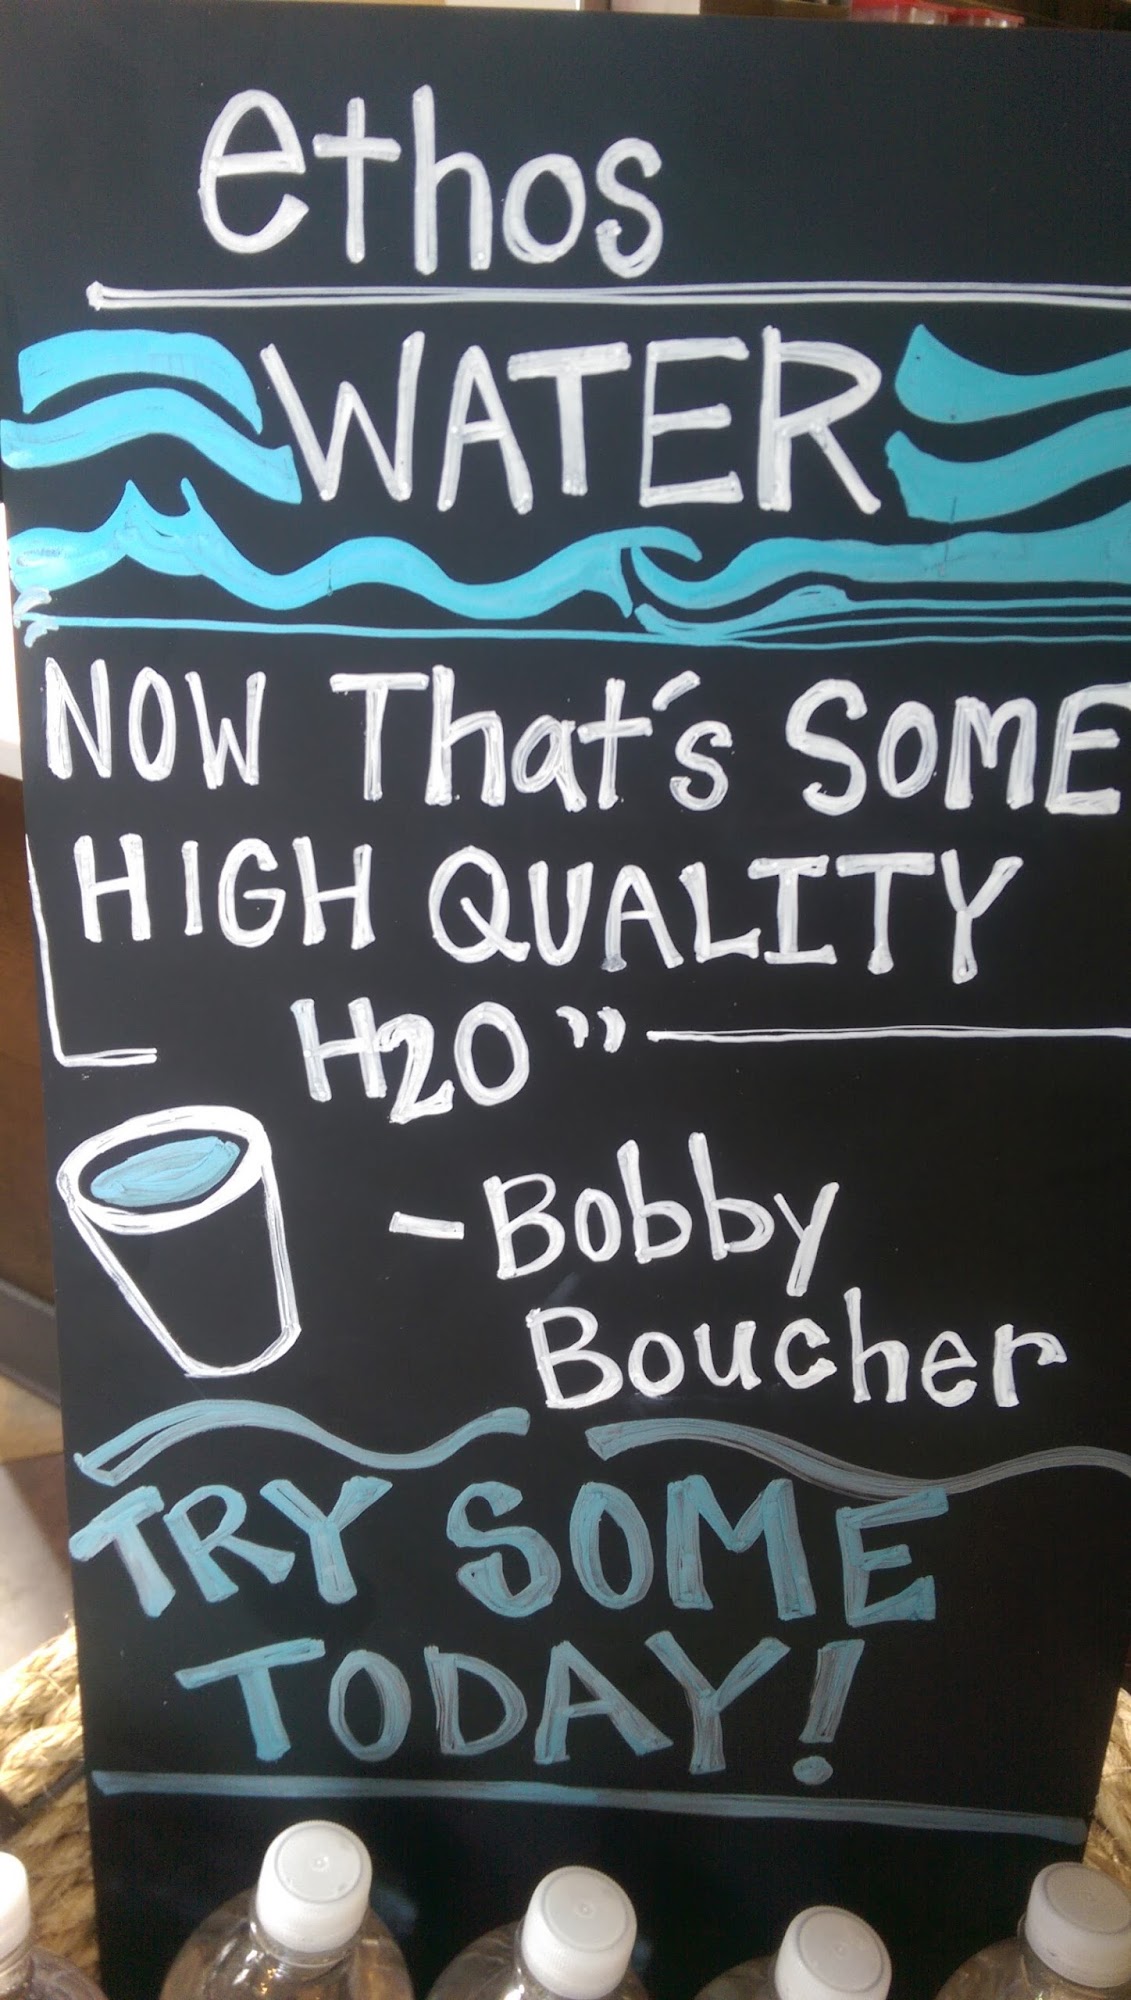 ethos
WATER
NOW That's SOME
HIGH QUALITY
H2O"
-Bobby
Boucher
TRY SOME
TODAY!